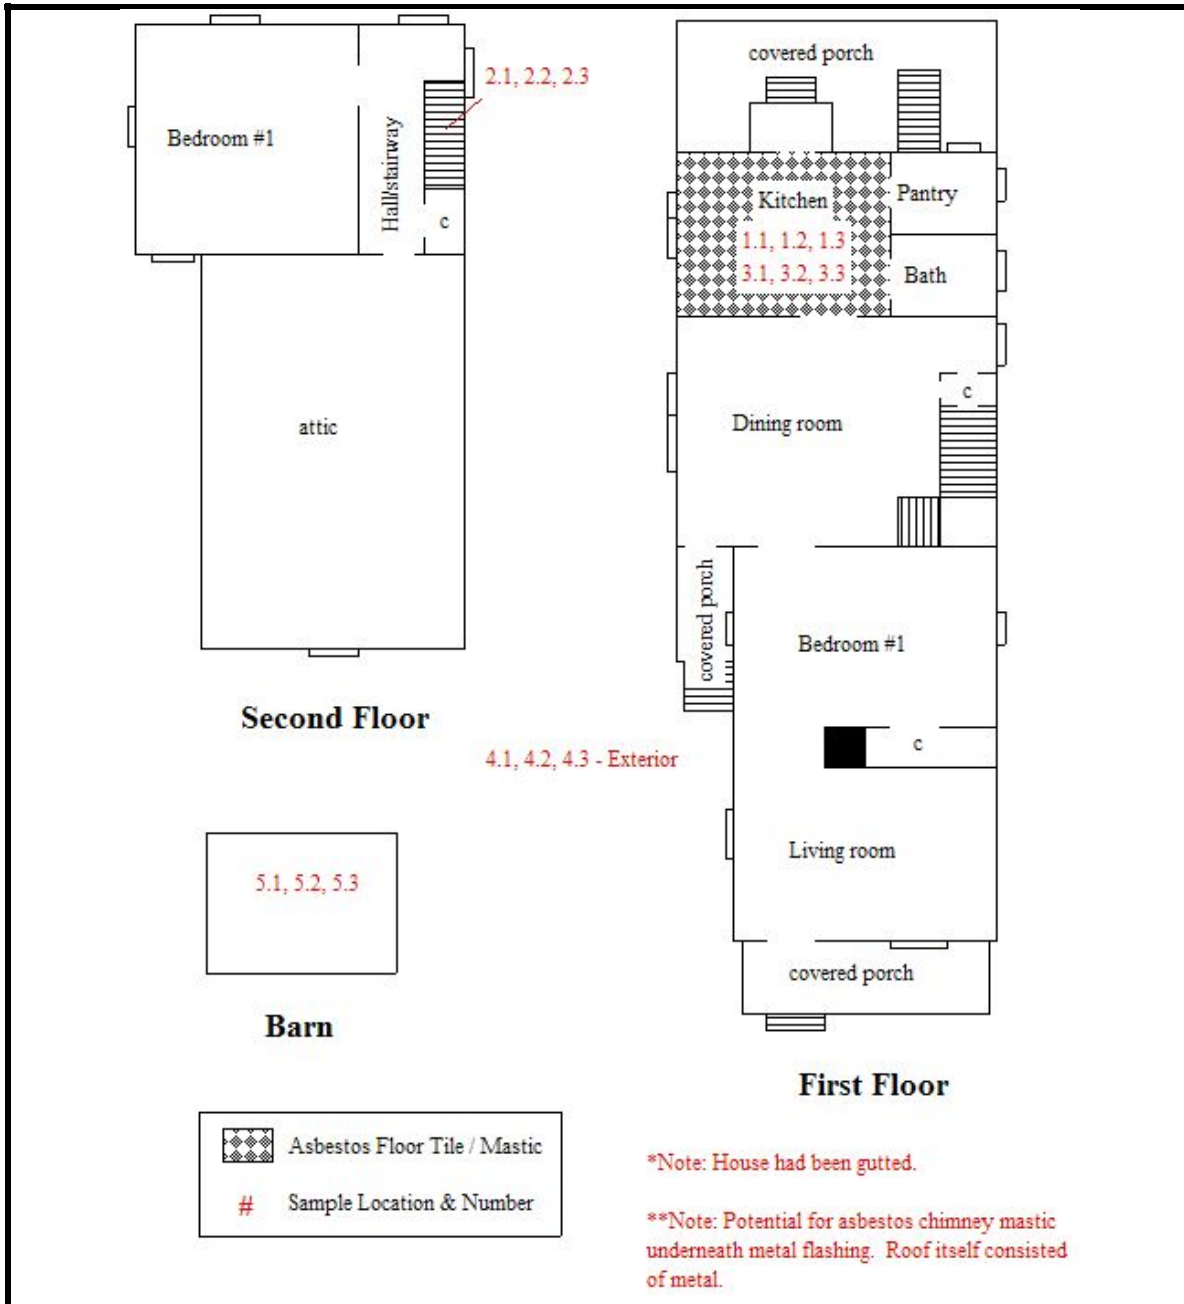 2.1, 2.2, 2.3
Bedroom #1
Hall/stairway
c
attic
Second Floor
covered porch
Kitchen
Pantry
1.1, 1.2, 1.3
3.1, 3.2, 3.3
Bath
c
Dining room
covered porch
Bedroom #1
c
4.1, 4.2, 4.3 - Exterior
Living room
covered porch
First Floor
5.1, 5.2, 5.3
Barn
Asbestos Floor Tile / Mastic
# Sample Location & Number
*Note: House had been gutted.
**Note: Potential for asbestos chimney mastic
underneath metal flashing. Roof itself consisted
of metal.